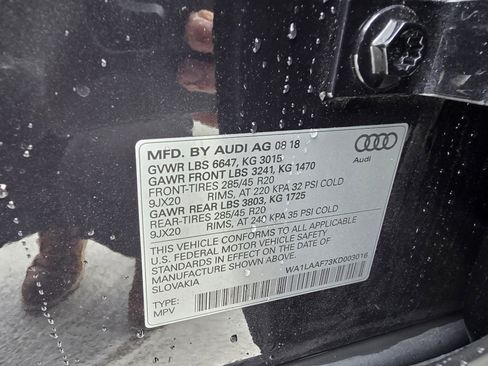 MFD. BY AUDI AG 08 18
GVWR LBS 6647, KG 3015
GAWR FRONT LBS 3241, KG 1470
FRONT-TIRES 285/45 R20
9JX20 RIMS, AT 220 KPA 32 PSI COLD
GAWR REAR LBS 3803, KG 1725
REAR-TIRES 285/45 R20
9JX20 RIMS, AT 240 KPA 35 PSI COLD
THIS VEHICLE CONFORMS TO ALL APPLICABLE
U.S. FEDERAL MOTOR VEHICLE SAFETY
STANDARDS IN EFFECT ON THE DATE OF
MANUFACTURE SHOWN ABOVE.
SLOVAKIA
WA1LAAF73KD003016
TYPE:
MPV
Audi